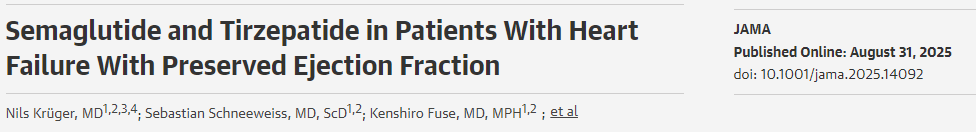 Semaglutide and Tirzepatide in Patients With Heart
Failure With Preserved Ejection Fraction
Nils Krüger, MD1,2,3,4; Sebastian Schneeweiss, MD, ScD1,2; Kenshiro Fuse, MD, MPH1,2 ; et al
JAMA
Published Online: August 31, 2025
doi: 10.1001/jama.2025.14092